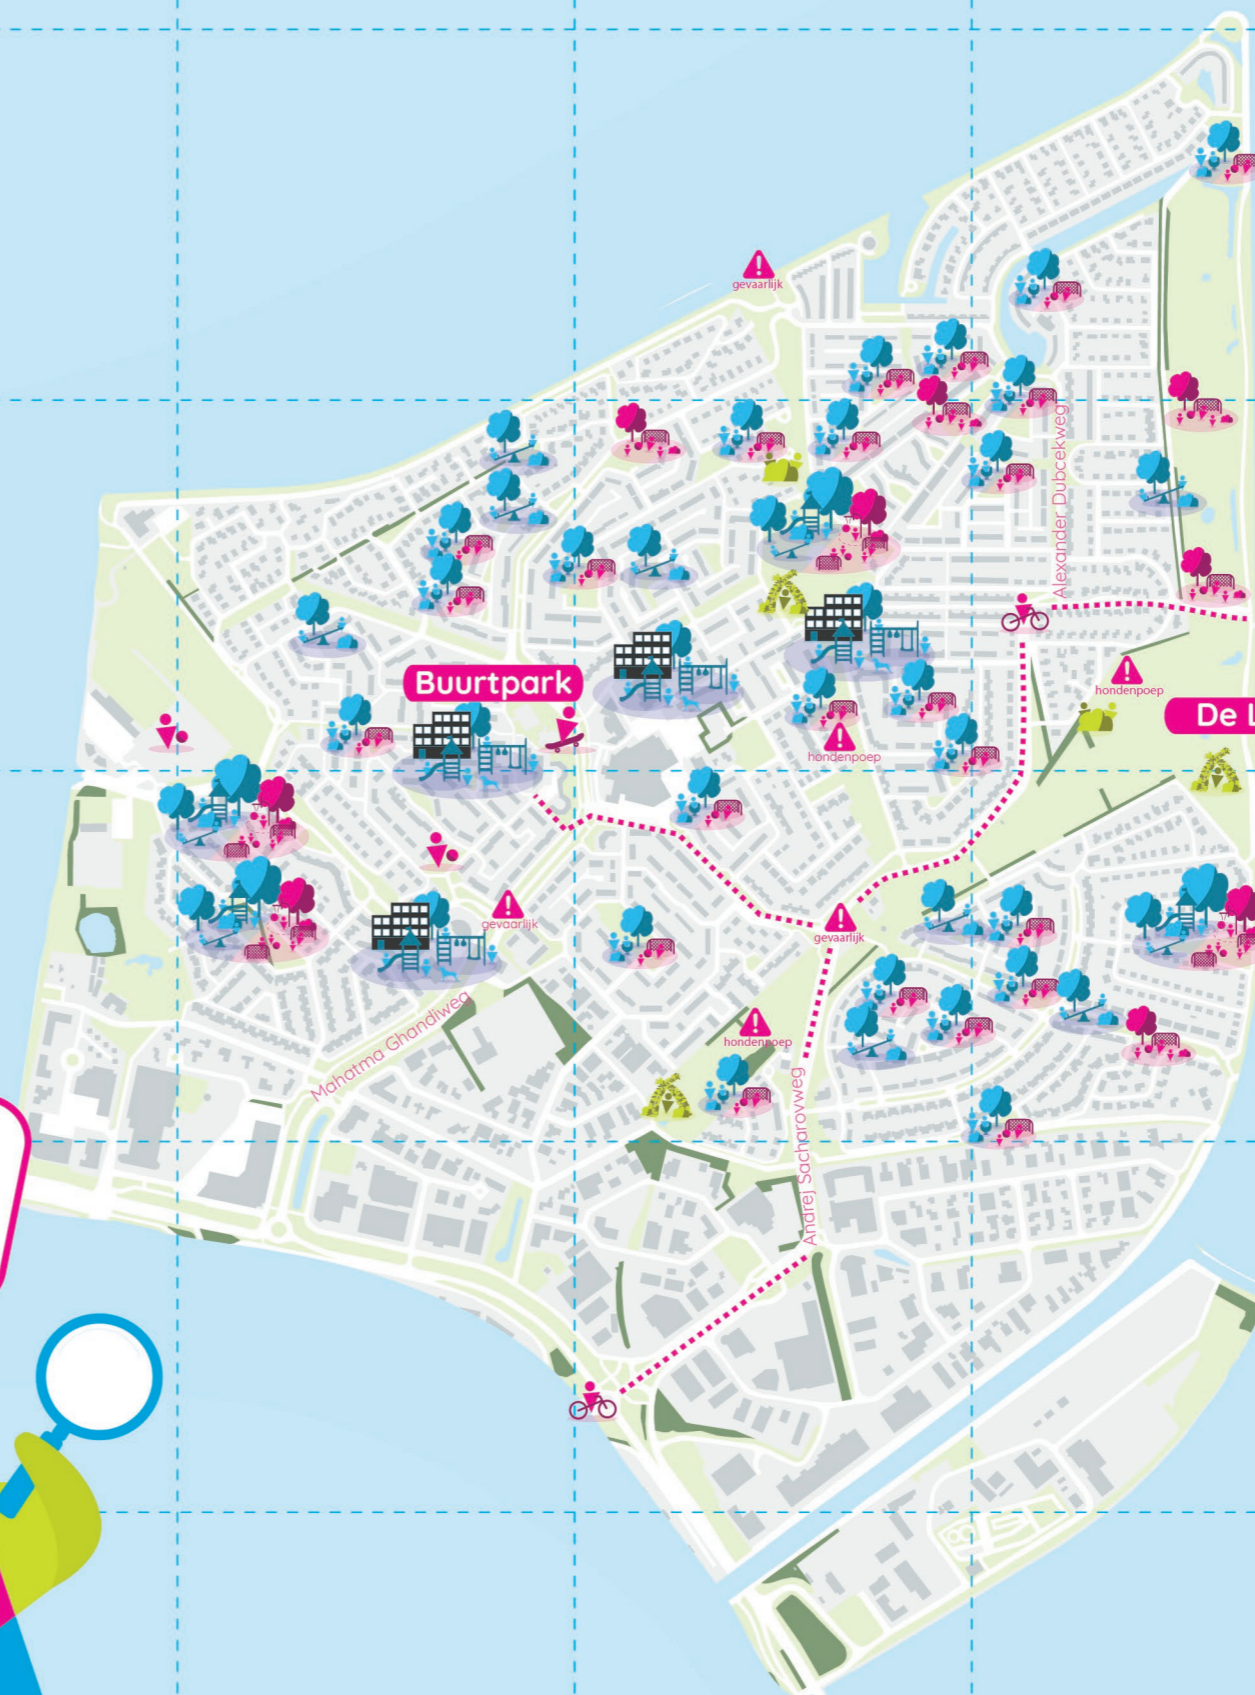 gevaarlijk
Alexander Dubcekweg
Buurtpark
hondenpoep
De L
hondenpoep
gevaarlijk
gevaarlijk
Mahatma Ghandiweg
hondenpoep
Andrej Sacharovweg